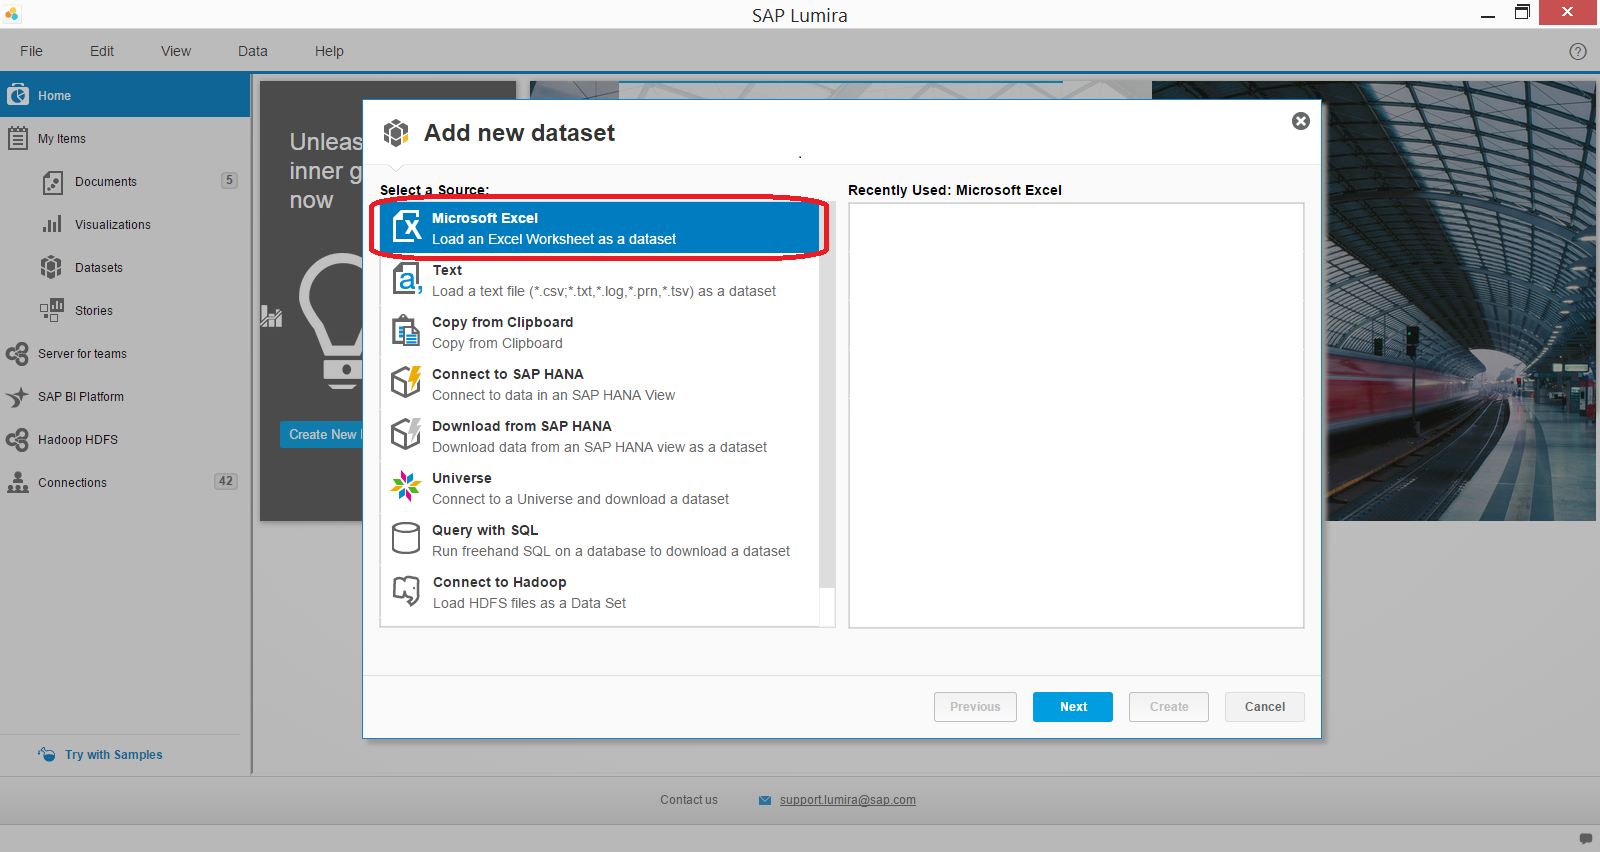 SAP Lumira
File Edit View Data Help
Home
My Items
Documents 5
Visualizations
Datasets
Stories
Server for teams
SAP BI Platform
Hadoop HDFS
Connections 42
Try with Samples
Unleas
inner g
now
Create New
Add new dataset
Select a Source:
Microsoft Excel
Load an Excel Worksheet as a dataset
Text
Load a text file (*.csv;*.txt,*.log,*.prn,*.tsv) as a dataset
Copy from Clipboard
Copy from Clipboard
Connect to SAP HANA
Connect to data in an SAP HANA View
Download from SAP HANA
Download data from an SAP HANA view as a dataset
Universe
Connect to a Universe and download a dataset
Query with SQL
Run freehand SQL on a database to download a dataset
Connect to Hadoop
Load HDFS files as a Data Set
Recently Used: Microsoft Excel
Previous Next Create Cancel
Contact us support.lumira@sap.com